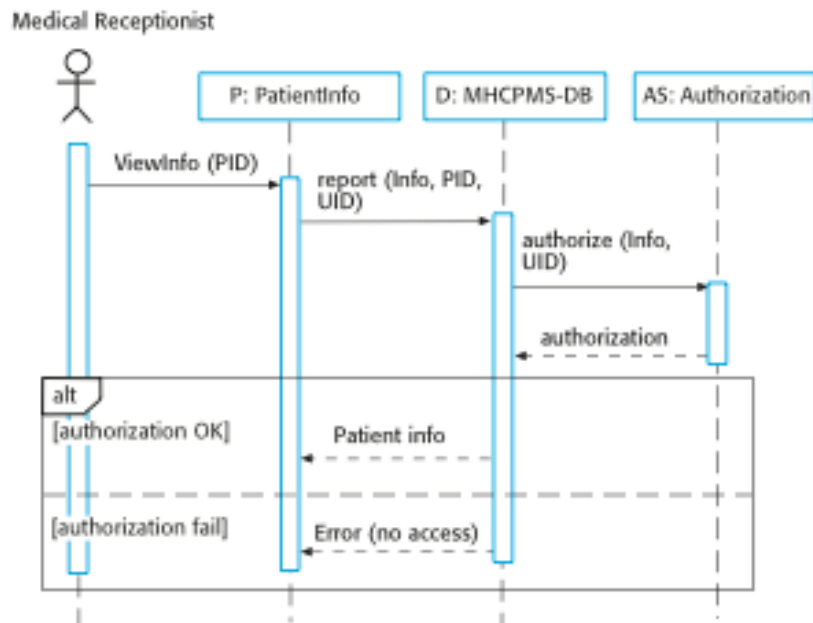 Medical Receptionist
P: PatientInfo
D: MHCPMS-DB
AS: Authorization
ViewInfo (PID)
report (Info, PID,
UID)
authorize (Info,
UID)
authorization
alt
[authorization OK]
Patient info
[authorization fail]
Error (no access)